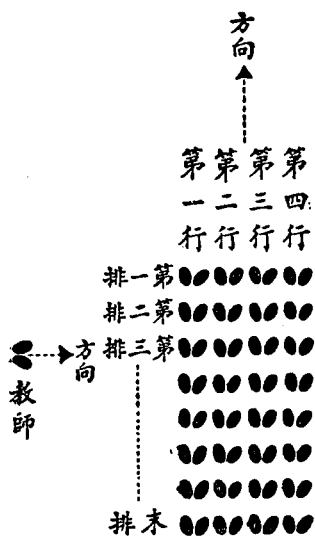 方向
第一行
第二行
第三行
第四行
排一第
排二第
排三第
方向
教師
排末